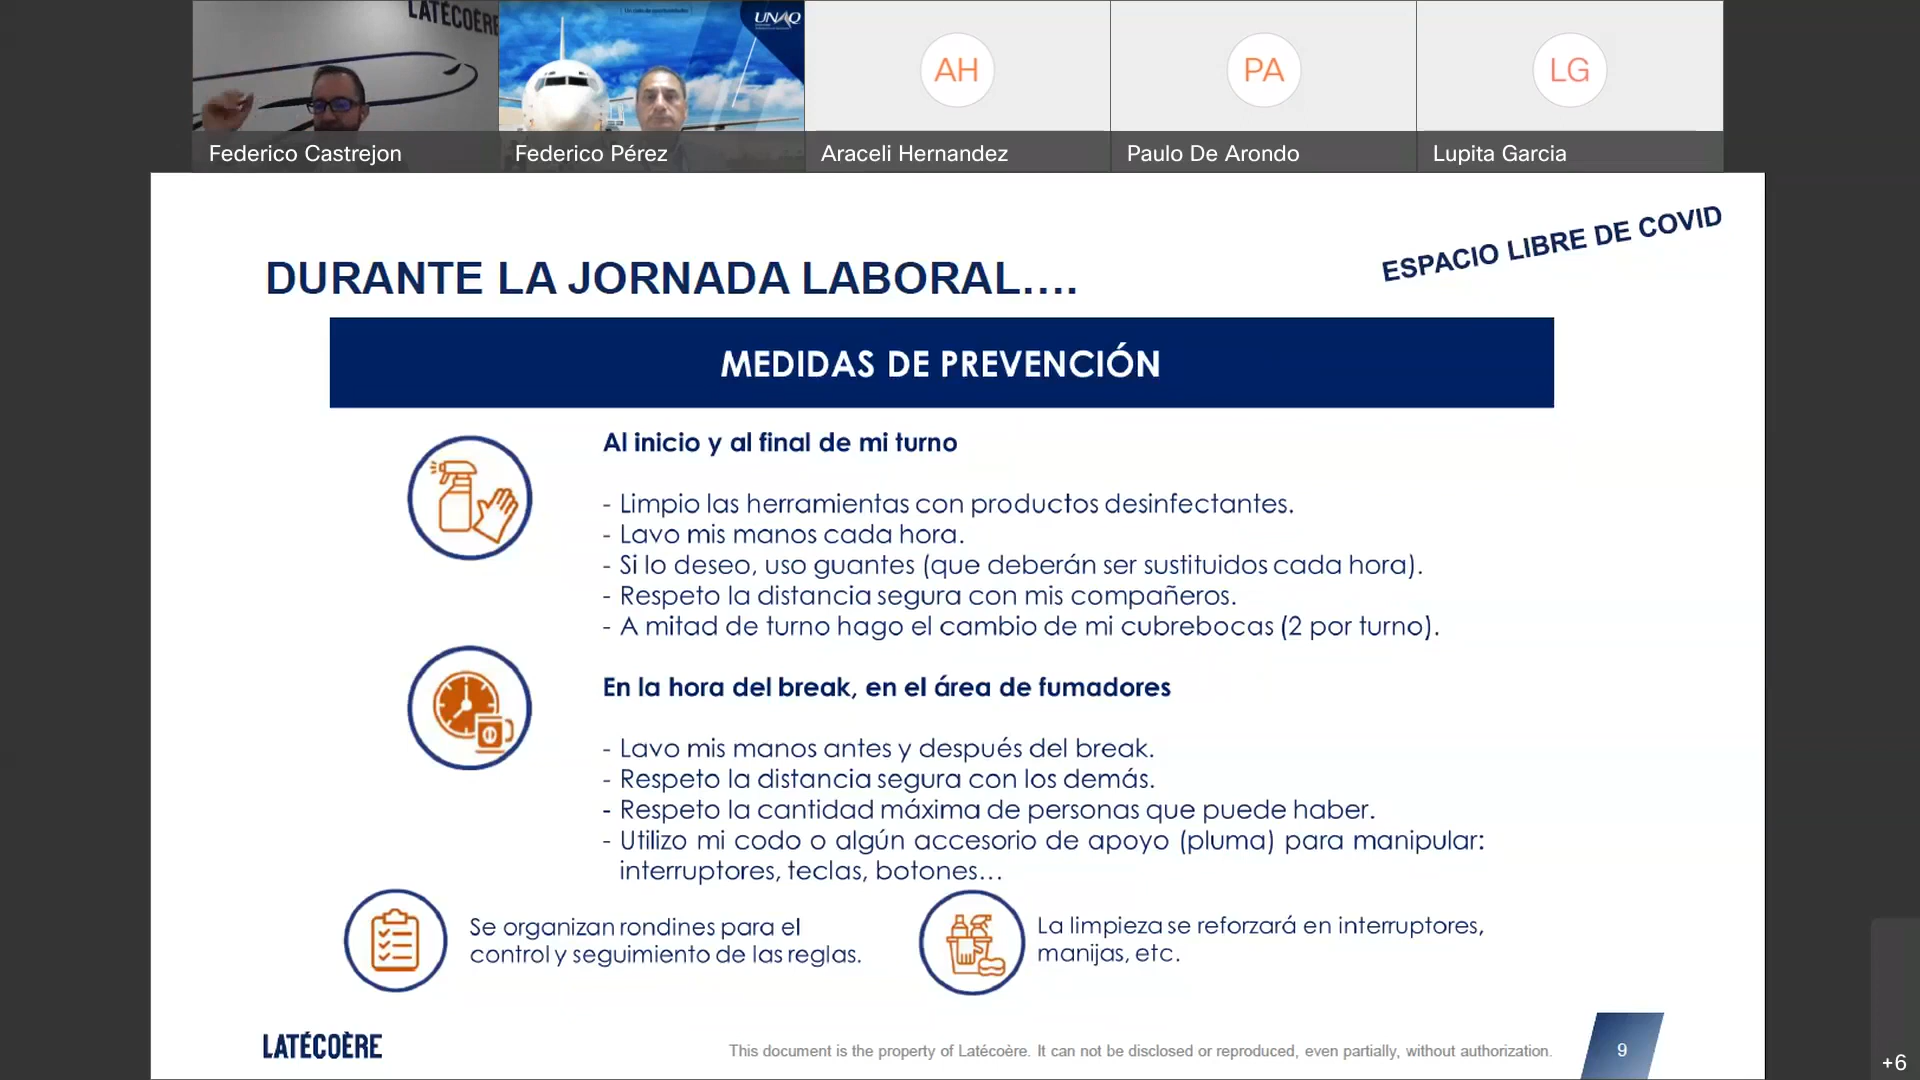 LATÉCOÈRE
UNAQ
Federico Castrejon
Federico Pérez
AH
Araceli Hernandez
PA
Paulo De Arondo
LG
Lupita Garcia
ESPACIO LIBRE DE COVID
DURANTE LA JORNADA LABORAL....
MEDIDAS DE PREVENCIÓN
Al inicio y al final de mi turno
- Limpio las herramientas con productos desinfectantes.
- Lavo mis manos cada hora.
- Si lo deseo, uso guantes (que deberán ser sustituidos cada hora).
- Respeto la distancia segura con mis compañeros.
- A mitad de turno hago el cambio de mi cubrebocas (2 por turno).
En la hora del break, en el área de fumadores
- Lavo mis manos antes y después del break.
- Respeto la distancia segura con los demás.
- Respeto la cantidad máxima de personas que puede haber.
- Utilizo mi codo o algún accesorio de apoyo (pluma) para manipular:
interruptores, teclas, botones...
Se organizan rondines para el
control y seguimiento de las reglas.
La limpieza se reforzará en interruptores,
manijas, etc.
LATÉCOÈRE
This document is the property of Latécoère. It can not be disclosed or reproduced, even partially, without authorization.
9
+6